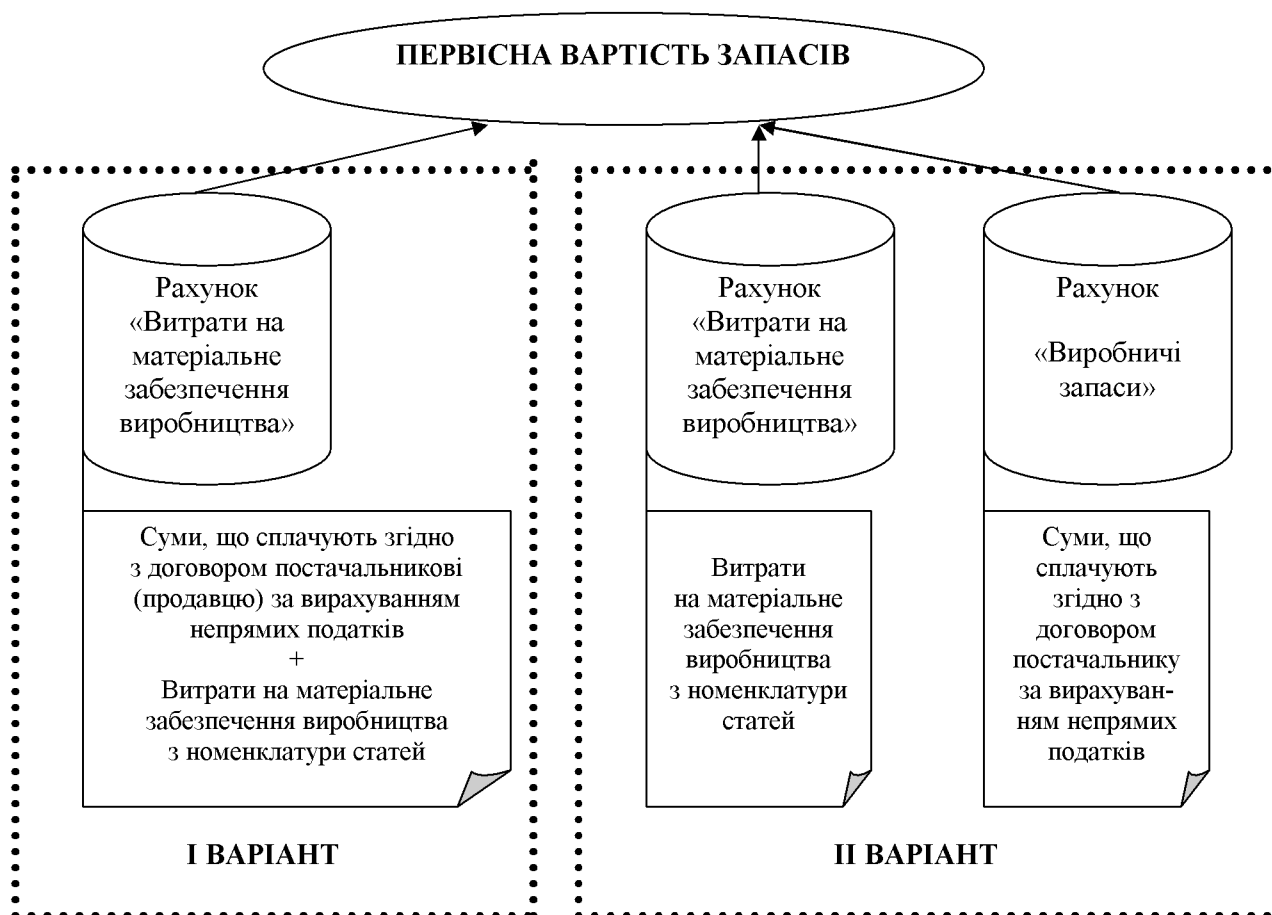 ПЕРВІСНА ВАРТІСТЬ ЗАПАСІВ
Рахунок
«Витрати на
матеріальне
забезпечення
виробництва»
Суми, що сплачують згідно
з договором постачальникові
(продавцю) за вирахуванням
непрямих податків
+
Витрати на матеріальне
забезпечення виробництва
з номенклатури статей
І ВАРІАНТ
Рахунок
«Витрати на
матеріальне
забезпечення
виробництва»
Витрати
на матеріальне
забезпечення
виробництва
з номенклатури
статей
Рахунок
«Виробничі
запаси»
Суми, що
сплачують
згідно з
договором
постачальнику
за вирахуван-
ням непрямих
податків
ІІ ВАРІАНТ